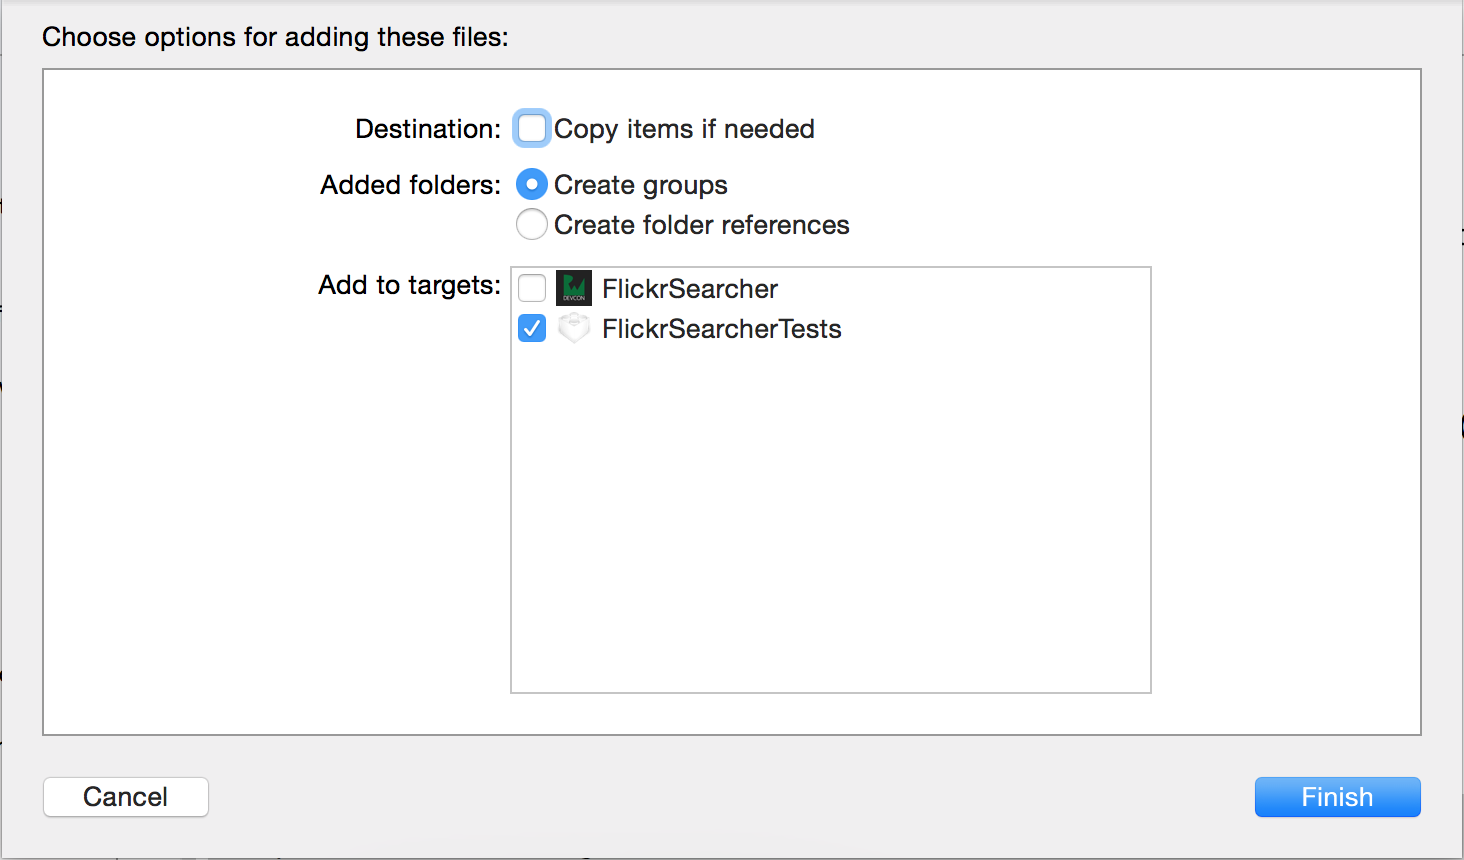 Choose options for adding these files:
Destination: Copy items if needed
Added folders: Create groups
Create folder references
Add to targets: FlickrSearcher
DEVCON
FlickrSearcherTests
Cancel Finish